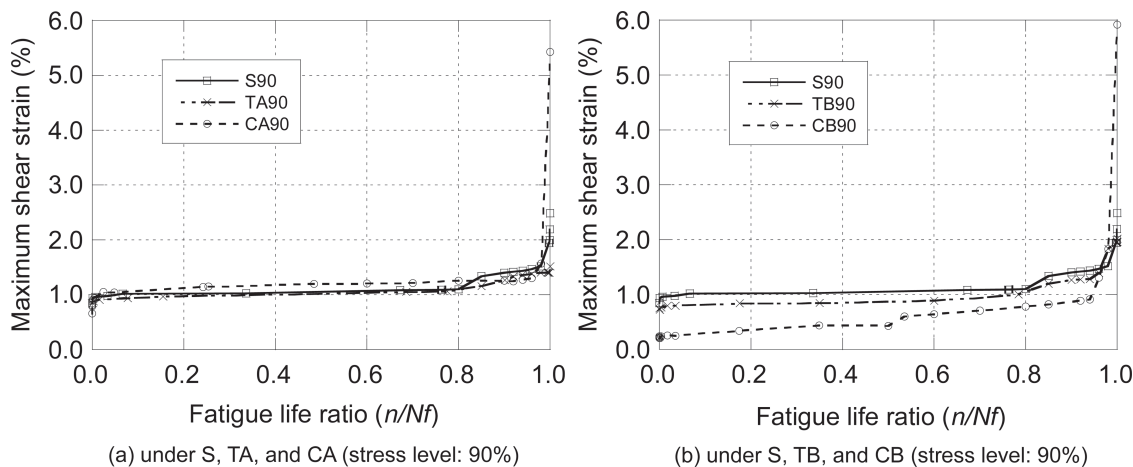 (a)
6.0
5.0
4.0
3.0
2.0
1.0
0.0
Maximum shear strain (%)
S90
TA90
CA90
0.0 0.2 0.4 0.6 0.8 1.0
Fatigue life ratio (n/Nf)
(a) under S, TA, and CA (stress level: 90%)
(b)
6.0
5.0
4.0
3.0
2.0
1.0
0.0
Maximum shear strain (%)
S90
TB90
CB90
0.0 0.2 0.4 0.6 0.8 1.0
Fatigue life ratio (n/Nf)
(b) under S, TB, and CB (stress level: 90%)